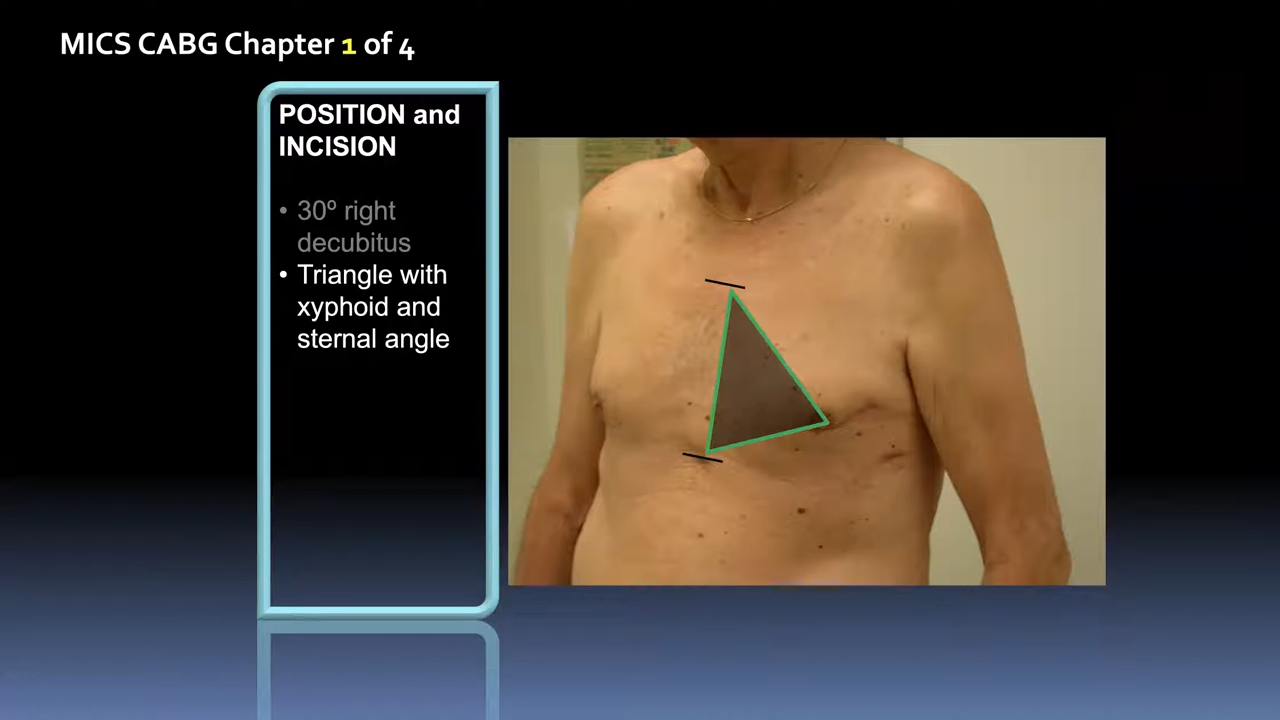 MICS CABG Chapter 1 of 4
POSITION and
INCISION
• 30º right
decubitus
• Triangle with
xyphoid and
sternal angle